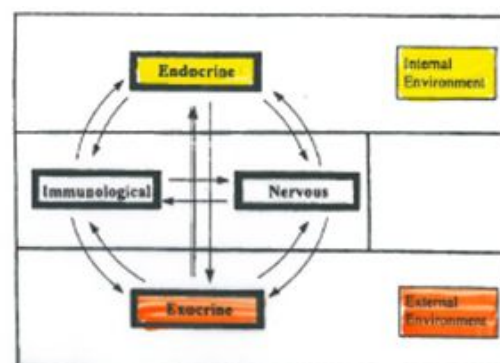 Endocrine
Internal
Environment
Immunological
Nervous
Exocrine
External
Environment